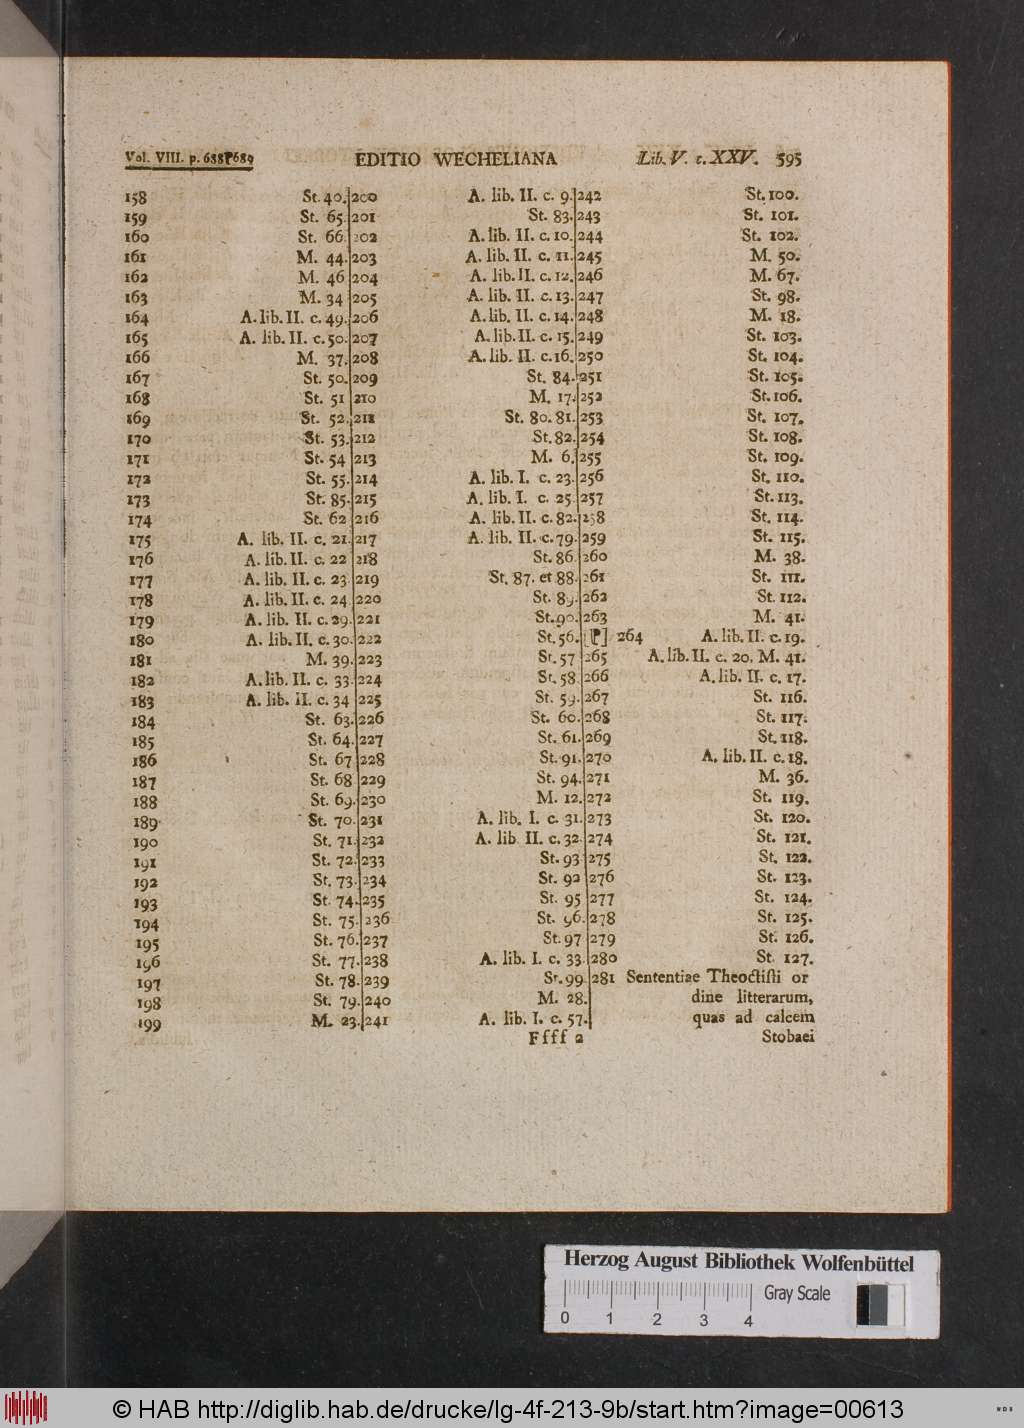 Vol. VIII. p. 688 ⁋ 689 EDITIO WECHELIANA Lib. V. c. XXV. 595
158 St. 40. 200 A. lib. II. c. 9. 242 St. 100.
159 St. 65. 201 St. 83. 243 St. 101.
160 St. 66. 202 A. lib. II. c. 10. 244 St. 102.
161 M. 44. 203 A. lib. II. c. 11. 245 M. 50.
162 M. 46 204 A. lib. II. c. 12. 246 M. 67.
163 M. 34 205 A. lib. II. c. 13. 247 St. 98.
164 A. lib. II. c. 49. 206 A. lib. II. c. 14. 248 M. 18.
165 A. lib. II. c. 50. 207 A. lib. II. c. 15. 249 St. 103.
166 M. 37. 208 A. lib. II. c. 16. 250 St. 104.
167 St. 50. 209 St. 84. 251 St. 105.
168 St. 51 210 M. 17. 252 St. 106.
169 St. 52. 211 St. 80. 81. 253 St. 107.
170 St. 53. 212 St. 82. 254 St. 108.
171 St. 54 213 M. 6. 255 St. 109.
172 St. 55. 214 A. lib. I. c. 23. 256 St. 110.
173 St. 85. 215 A. lib. I. c. 25. 257 St. 113.
174 St. 62 216 A. lib. II. c. 82. 258 St. 114.
175 A. lib. II. c. 21. 217 A. lib. II. c. 79. 259 St. 115.
176 A. lib. II. c. 22 218 St. 86. 260 M. 38.
177 A. lib. II. c. 23 219 St. 87. et 88. 261 St. 111.
178 A. lib. II. c. 24 220 St. 89. 262 St. 112.
179 A. lib. II. c. 29. 221 St. 90. 263 M. 41.
180 A. lib. II. c. 30. 222 St. 56. [⁋] 264 A. lib. II. c. 19.
181 M. 39. 223 St. 57 265 A. lib. II. c. 20. M. 41.
182 A. lib. II. c. 33. 224 St. 58. 266 A. lib. II. c. 17.
183 A. lib. II. c. 34 225 St. 59. 267 St. 116.
184 St. 63. 226 St. 60. 268 St. 117.
185 St. 64. 227 St. 61. 269 St. 118.
186 St. 67 228 St. 91. 270 A. lib. II. c. 18.
187 St. 68 229 St. 94. 271 M. 36.
188 St. 69. 230 M. 12. 272 St. 119.
189 St. 70. 231 A. lib. I. c. 31. 273 St. 120.
190 St. 71. 232 A. lib II. c. 32. 274 St. 121.
191 St. 72. 233 St. 93 275 St. 122.
192 St. 73. 234 St. 92 276 St. 123.
193 St. 74. 235 St. 95 277 St. 124.
194 St. 75. 236 St. 96. 278 St. 125.
195 St. 76. 237 St. 97 279 St. 126.
196 St. 77. 238 A. lib. I. c. 33. 280 St. 127.
197 St. 78. 239 St. 99. 281 Sententiae Theoctisti or
198 St. 79. 240 M. 28. dine litterarum,
199 M. 23. 241 A. lib. I. c. 57. quas ad calcem
Ffff 2 Stobaei
Herzog August Bibliothek Wolfenbüttel
0 1 2 3 4 Gray Scale
© HAB http://diglib.hab.de/drucke/lg-4f-213-9b/start.htm?image=00613